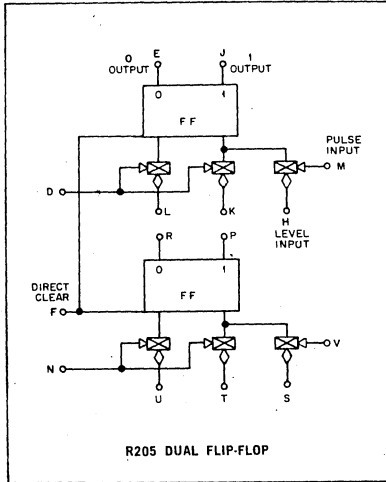 0 E J 1
OUTPUT OUTPUT
0 1
FF
PULSE
INPUT
M
D
L K H
LEVEL
INPUT
R P
0 1
DIRECT
CLEAR
F
FF
N V
U T S
R205 DUAL FLIP-FLOP